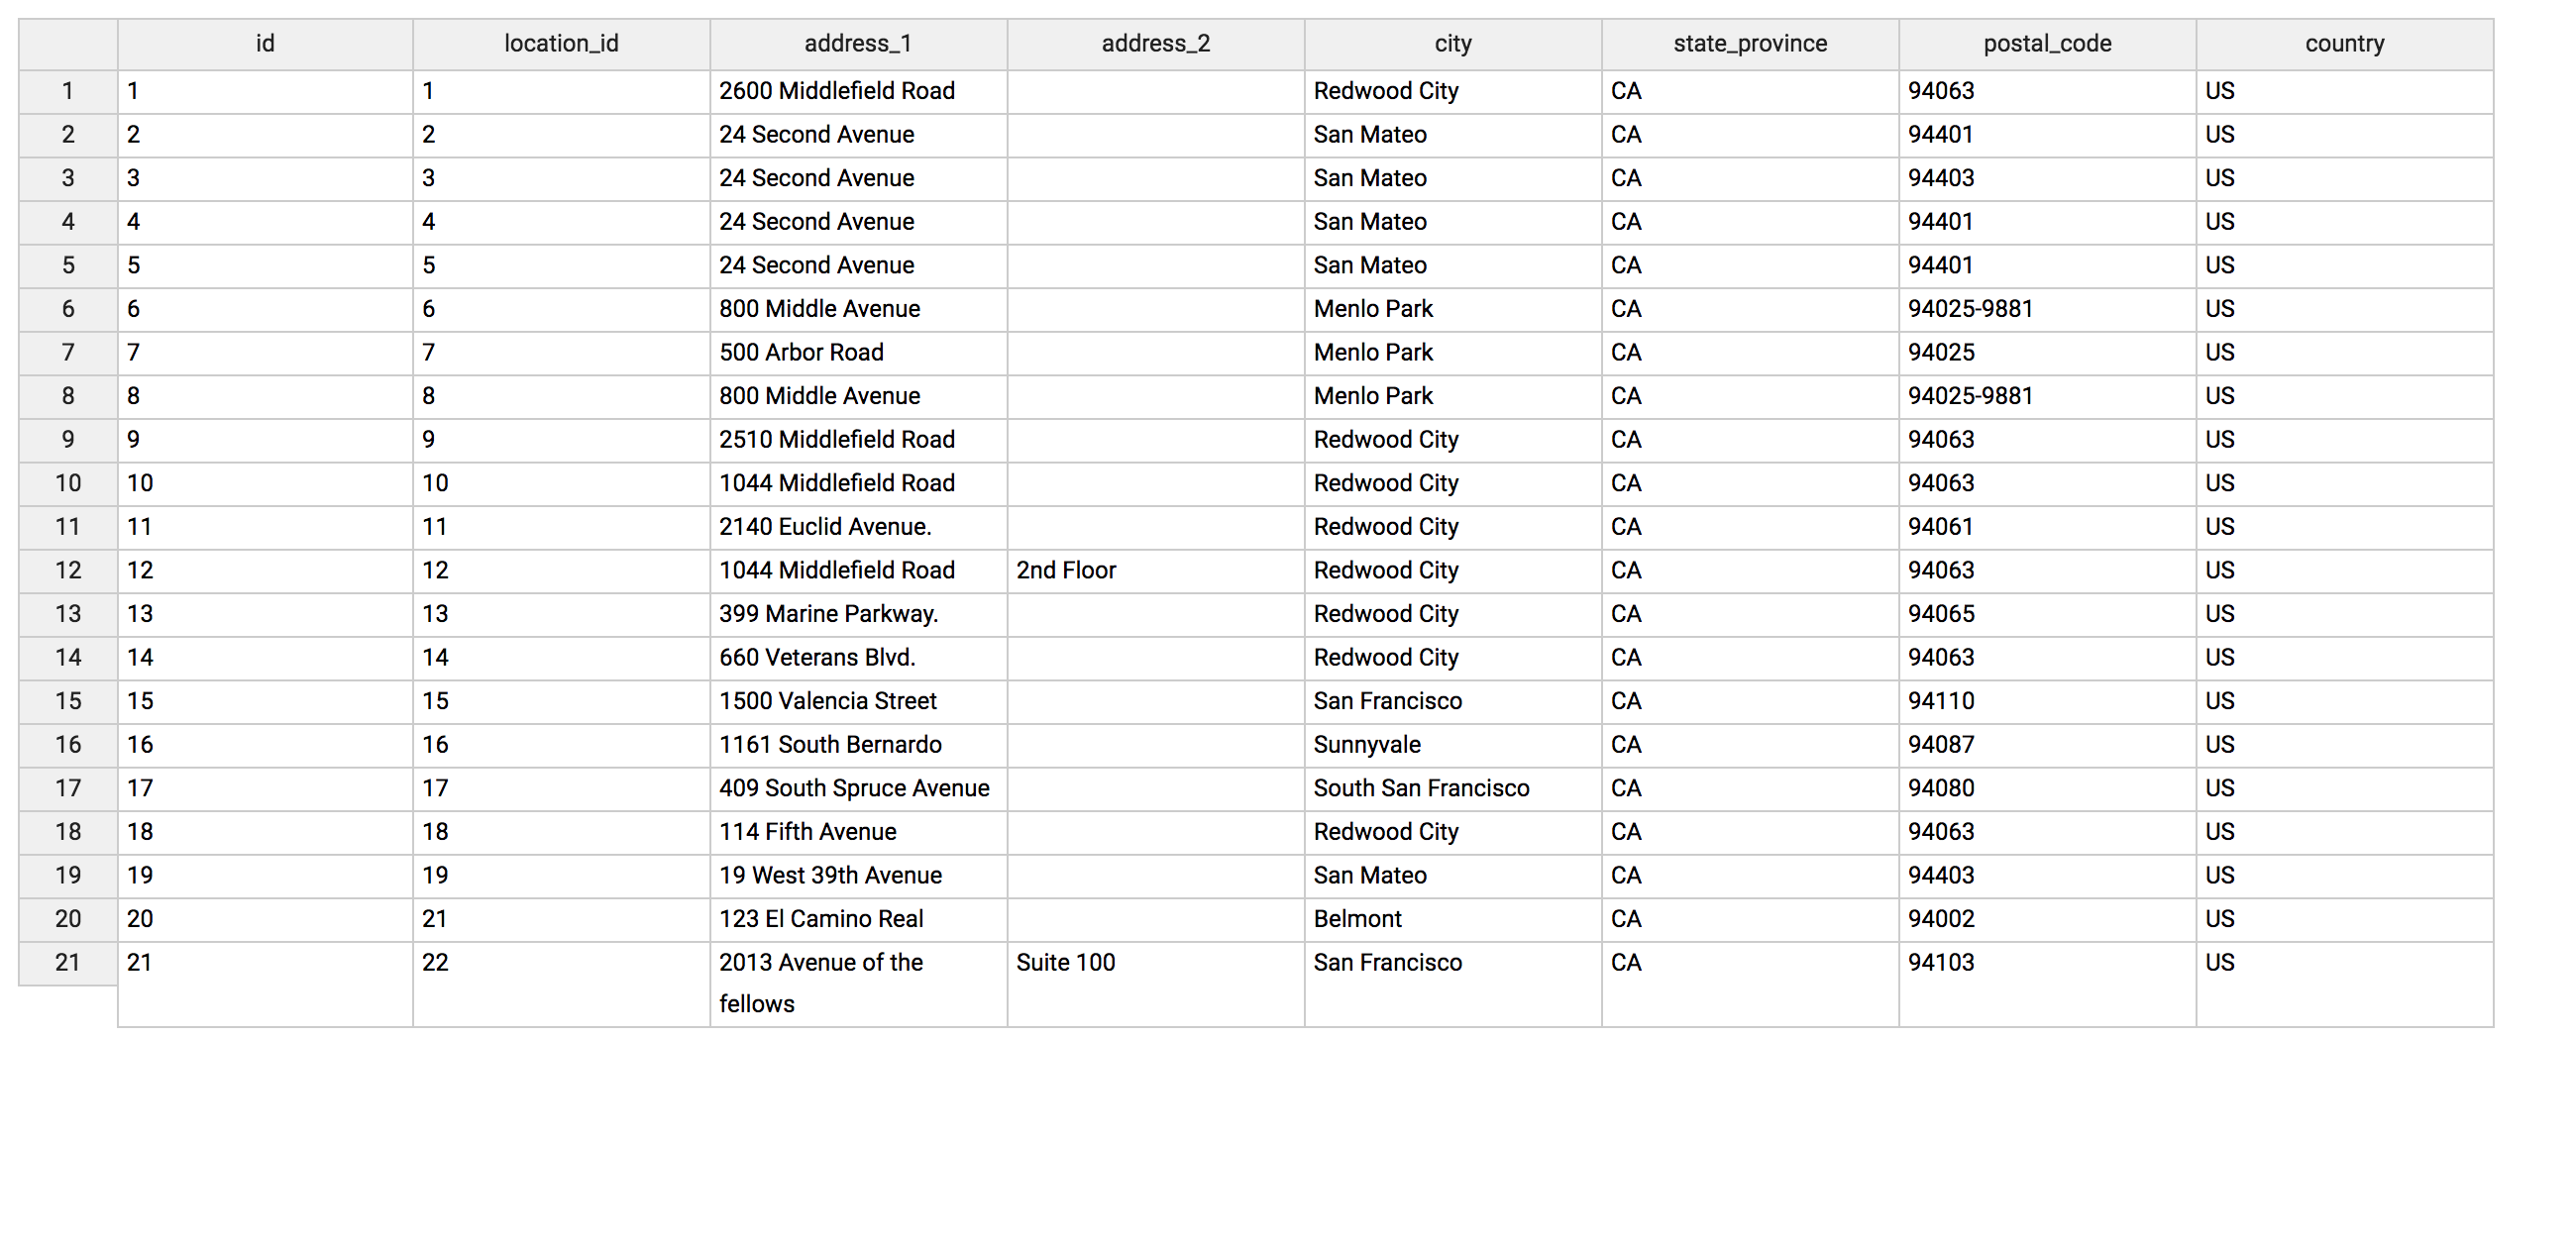 id location_id address_1 address_2 city state_province postal_code country
1 1 1 2600 Middlefield Road Redwood City CA 94063 US
2 2 2 24 Second Avenue San Mateo CA 94401 US
3 3 3 24 Second Avenue San Mateo CA 94403 US
4 4 4 24 Second Avenue San Mateo CA 94401 US
5 5 5 24 Second Avenue San Mateo CA 94401 US
6 6 6 800 Middle Avenue Menlo Park CA 94025-9881 US
7 7 7 500 Arbor Road Menlo Park CA 94025 US
8 8 8 800 Middle Avenue Menlo Park CA 94025-9881 US
9 9 9 2510 Middlefield Road Redwood City CA 94063 US
10 10 10 1044 Middlefield Road Redwood City CA 94063 US
11 11 11 2140 Euclid Avenue. Redwood City CA 94061 US
12 12 12 1044 Middlefield Road 2nd Floor Redwood City CA 94063 US
13 13 13 399 Marine Parkway. Redwood City CA 94065 US
14 14 14 660 Veterans Blvd. Redwood City CA 94063 US
15 15 15 1500 Valencia Street San Francisco CA 94110 US
16 16 16 1161 South Bernardo Sunnyvale CA 94087 US
17 17 17 409 South Spruce Avenue South San Francisco CA 94080 US
18 18 18 114 Fifth Avenue Redwood City CA 94063 US
19 19 19 19 West 39th Avenue San Mateo CA 94403 US
20 20 21 123 El Camino Real Belmont CA 94002 US
21 21 22 2013 Avenue of the Suite 100 San Francisco CA 94103 US
fellows